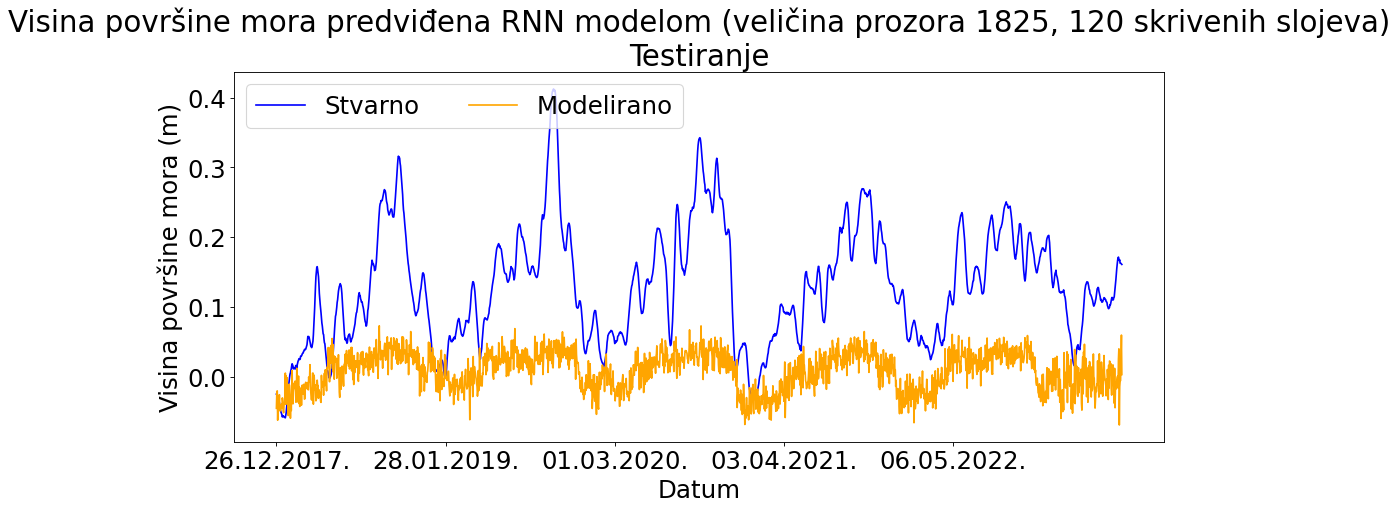 Visina površine mora predviđena RNN modelom (veličina prozora 1825, 120 skrivenih slojeva)
Testiranje
Stvarno Modelirano
Visina površine mora (m)
0.4
0.3
0.2
0.1
0.0
26.12.2017. 28.01.2019. 01.03.2020. 03.04.2021. 06.05.2022.
Datum